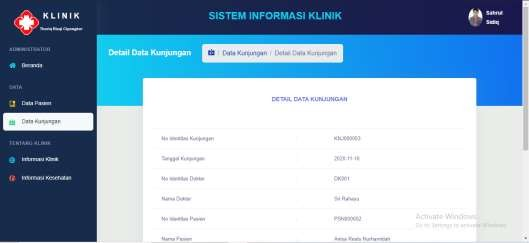 KLINIK
SISTEM INFORMASI KLINIK
Sahrul
Sidiq
ADMINISTRATOR
Beranda
Detail Data Kunjungan
/ Data Kunjungan / Detail Data Kunjungan
DATA
Data Pasien
Data Kunjungan
TENTANG KLINIK
Informasi Klinik
Informasi Kesehatan
DETAIL DATA KUNJUNGAN
No Identitas Kunjungan : KNJ000003
Tanggal Kunjungan : 2020-11-16
No Identitas Dokter : DK001
Nama Dokter : Sri Rahayu
No Identitas Pasien : PSN000002
Nama Pasien : Anisa Reals Nurhamidah
Activate Windows
Go to Settings to activate Windows.